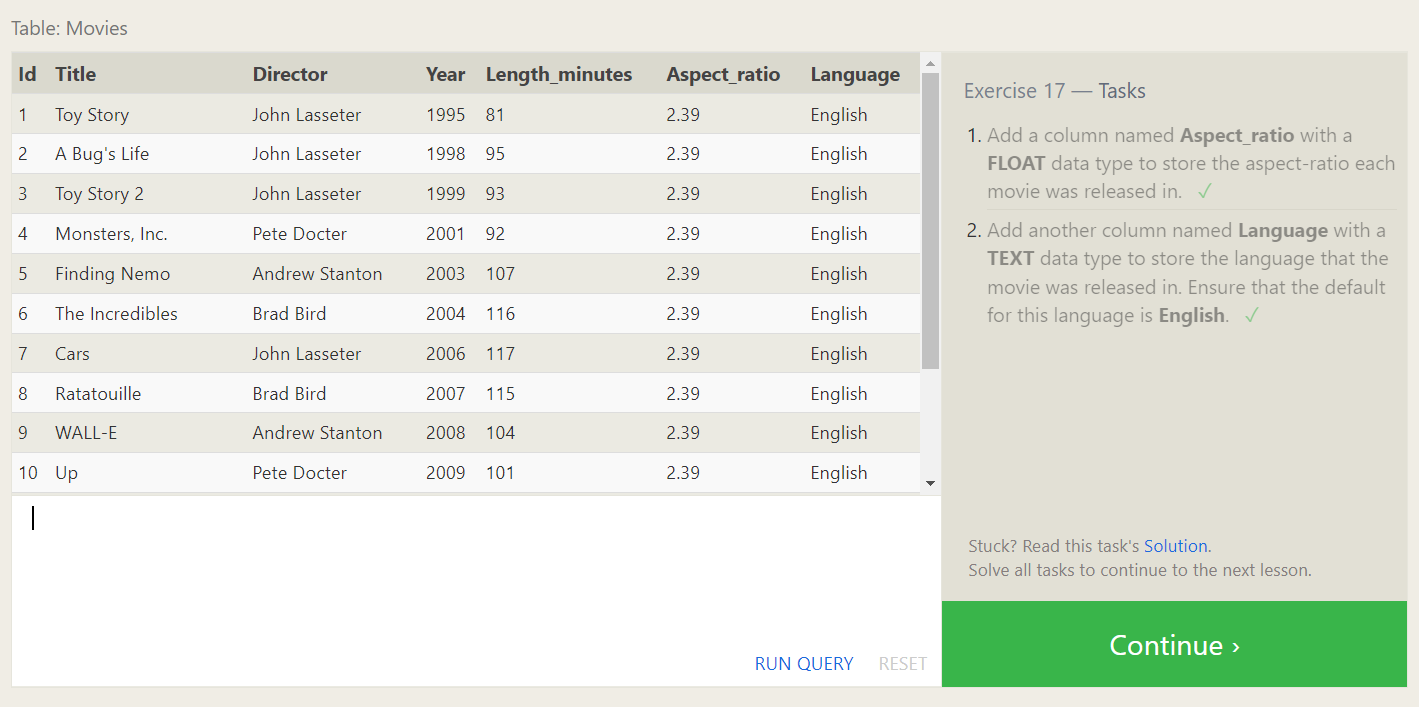 Table: Movies
Id Title Director Year Length_minutes Aspect_ratio Language
1 Toy Story John Lasseter 1995 81 2.39 English
2 A Bug's Life John Lasseter 1998 95 2.39 English
3 Toy Story 2 John Lasseter 1999 93 2.39 English
4 Monsters, Inc. Pete Docter 2001 92 2.39 English
5 Finding Nemo Andrew Stanton 2003 107 2.39 English
6 The Incredibles Brad Bird 2004 116 2.39 English
7 Cars John Lasseter 2006 117 2.39 English
8 Ratatouille Brad Bird 2007 115 2.39 English
9 WALL-E Andrew Stanton 2008 104 2.39 English
10 Up Pete Docter 2009 101 2.39 English
RUN QUERY RESET
Exercise 17 — Tasks
1. Add a column named Aspect_ratio with a
FLOAT data type to store the aspect-ratio each
movie was released in. ✓
2. Add another column named Language with a
TEXT data type to store the language that the
movie was released in. Ensure that the default
for this language is English. ✓
Stuck? Read this task's Solution.
Solve all tasks to continue to the next lesson.
Continue ›